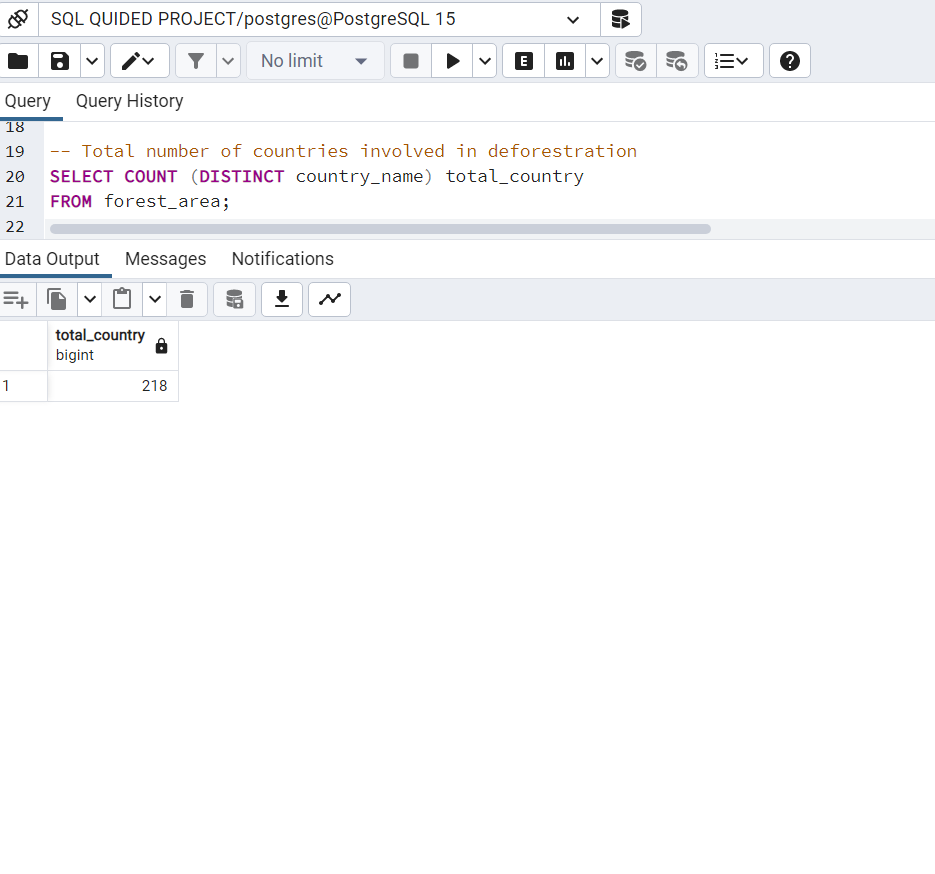 SQL QUIDED PROJECT/postgres@PostgreSQL 15
No limit
E
Query Query History
18
19 -- Total number of countries involved in deforestration
20 SELECT COUNT (DISTINCT country_name) total_country
21 FROM forest_area;
22
Data Output Messages Notifications
total_country
bigint
1 218